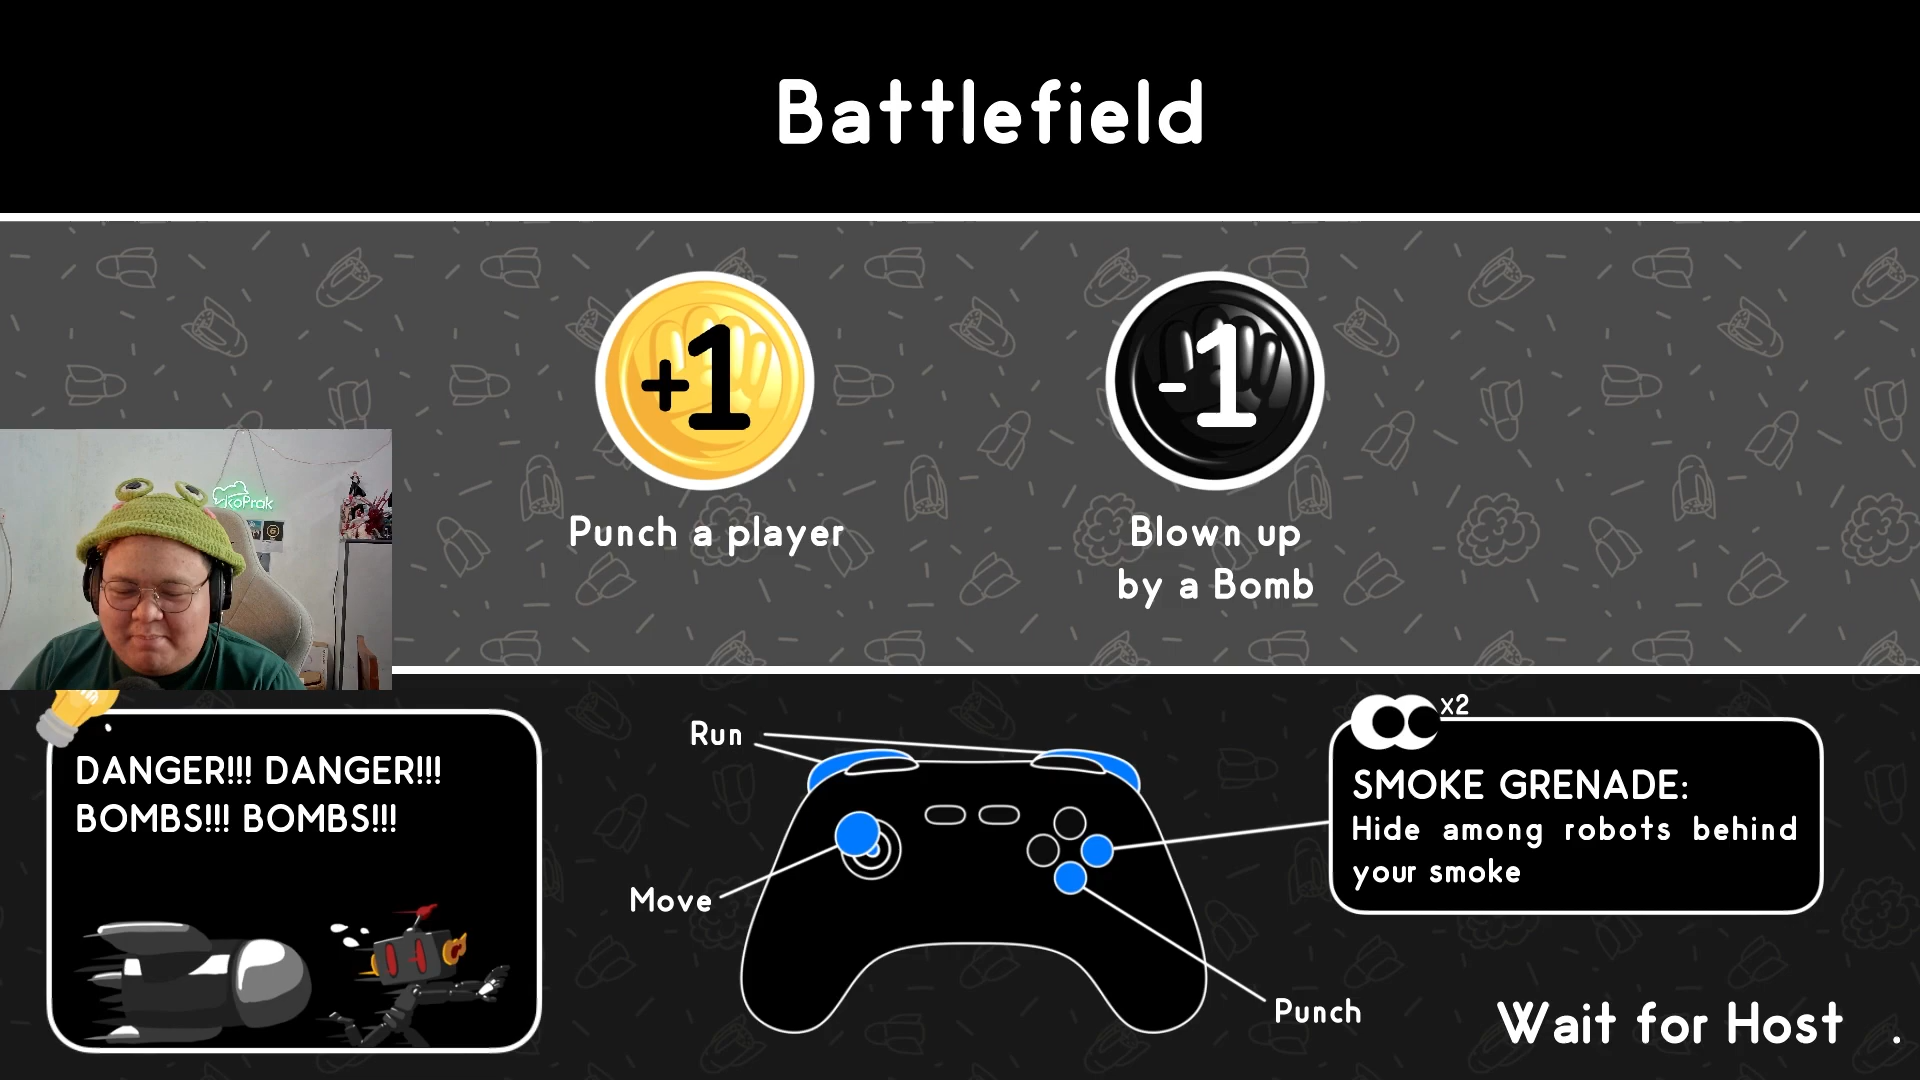 Battlefield
+1
-1
Punch a player
Blown up
by a Bomb
koPrak
DANGER!!! DANGER!!!
BOMBS!!! BOMBS!!!
Run
Move
Punch
x2
SMOKE GRENADE:
Hide among robots behind
your smoke
Wait for Host .